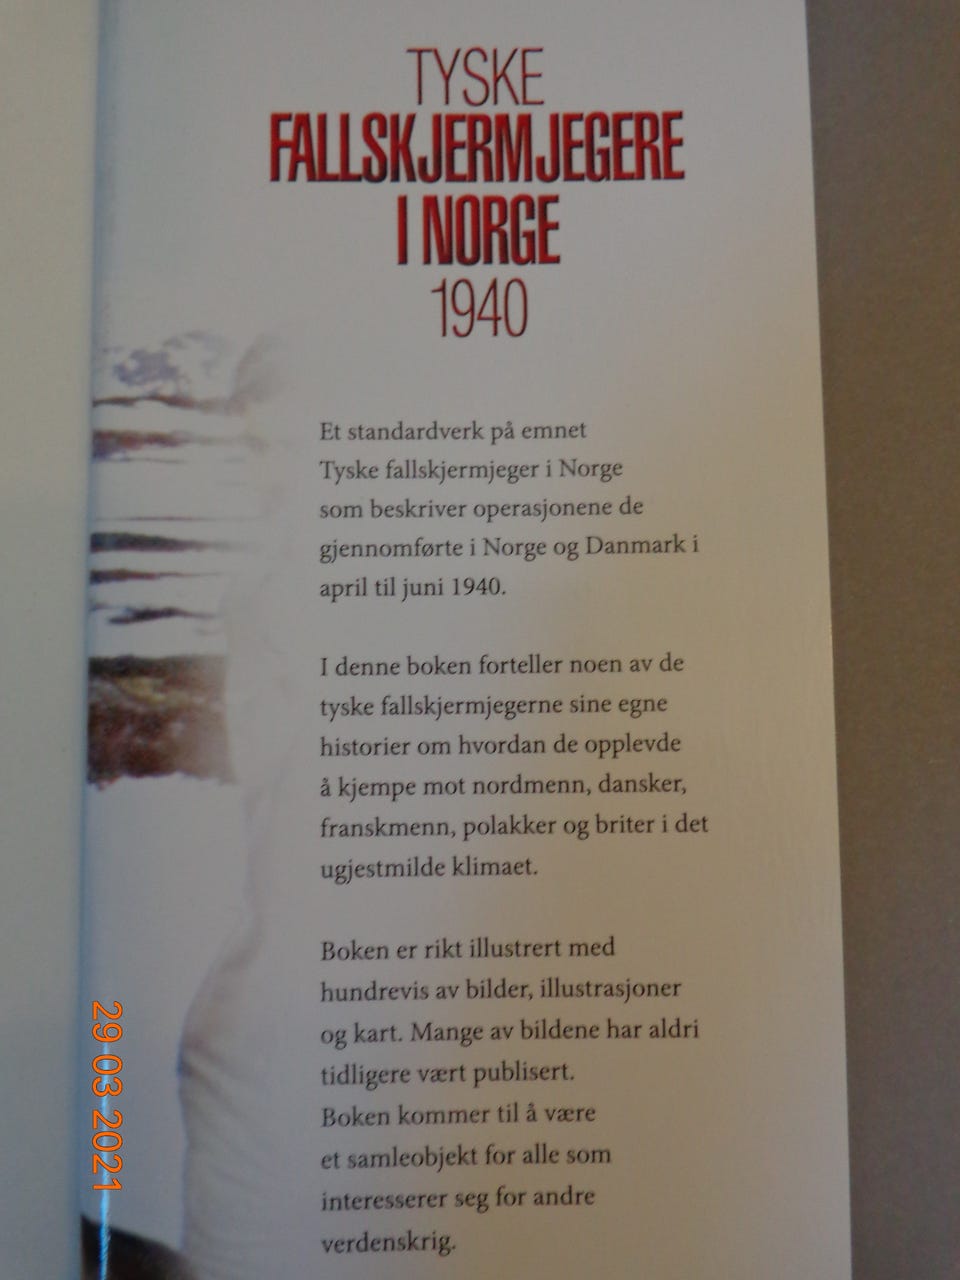 TYSKE
FALLSKJERMJEGERE
I NORGE
1940
Et standardverk på emnet
Tyske fallskjermjeger i Norge
som beskriver operasjonene de
gjennomførte i Norge og Danmark i
april til juni 1940.
I denne boken forteller noen av de
tyske fallskjermjegerne sine egne
historier om hvordan de opplevde
å kjempe mot nordmenn, dansker,
franskmenn, polakker og briter i det
ugjestmilde klimaet.
Boken er rikt illustrert med
hundrevis av bilder, illustrasjoner
og kart. Mange av bildene har aldri
tidligere vært publisert.
Boken kommer til å være
et samleobjekt for alle som
interesserer seg for andre
verdenskrig.
29 03 2021